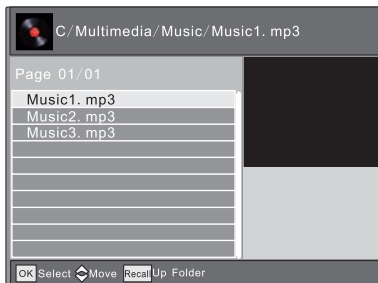 C/Multimedia/Music/Music1. mp3
Page 01/01
Music1. mp3
Music2. mp3
Music3. mp3
OK Select Move Recall Up Folder